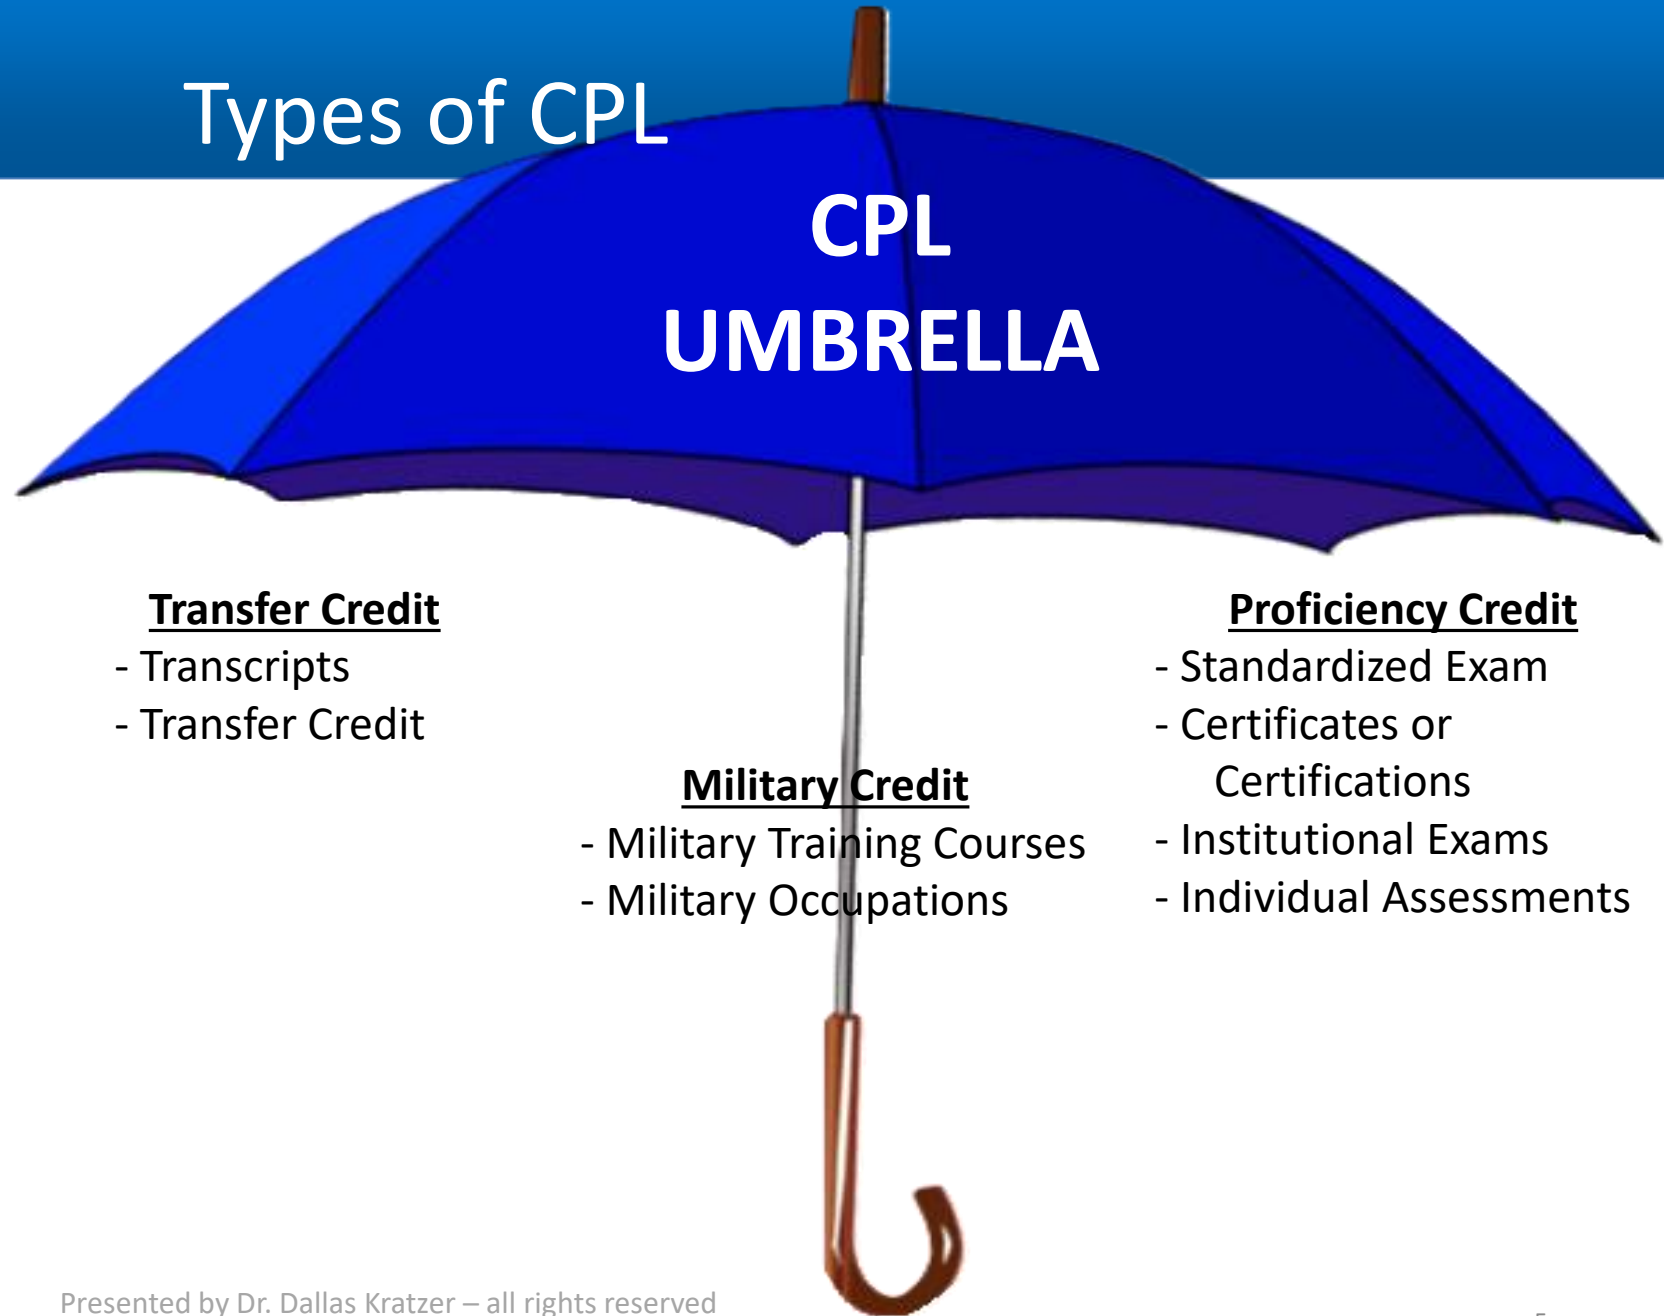 Types of CPL
CPL
UMBRELLA
Transfer Credit
- Transcripts
- Transfer Credit
Military Credit
- Military Training Courses
- Military Occupations
Proficiency Credit
- Standardized Exam
- Certificates or
Certifications
- Institutional Exams
- Individual Assessments
Presented by Dr. Dallas Kratzer – all rights reserved